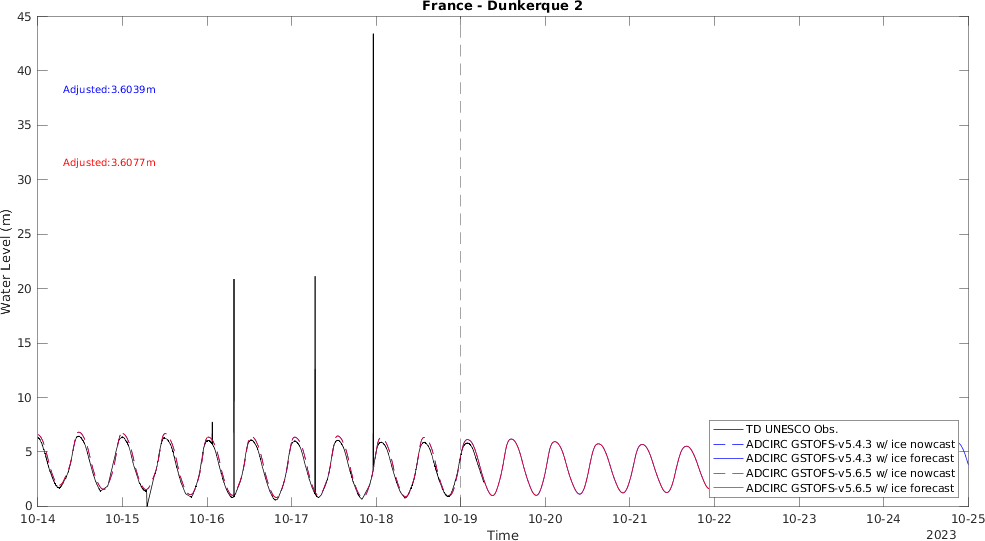 France - Dunkerque 2
45
40
35
30
25
20
15
10
5
0
Water Level (m)
Adjusted:3.6039m
Adjusted:3.6077m
TD UNESCO Obs.
ADCIRC GSTOFS-v5.4.3 w/ ice nowcast
ADCIRC GSTOFS-v5.4.3 w/ ice forecast
ADCIRC GSTOFS-v5.6.5 w/ ice nowcast
ADCIRC GSTOFS-v5.6.5 w/ ice forecast
10-14 10-15 10-16 10-17 10-18 10-19 10-20 10-21 10-22 10-23 10-24 10-25
Time
2023